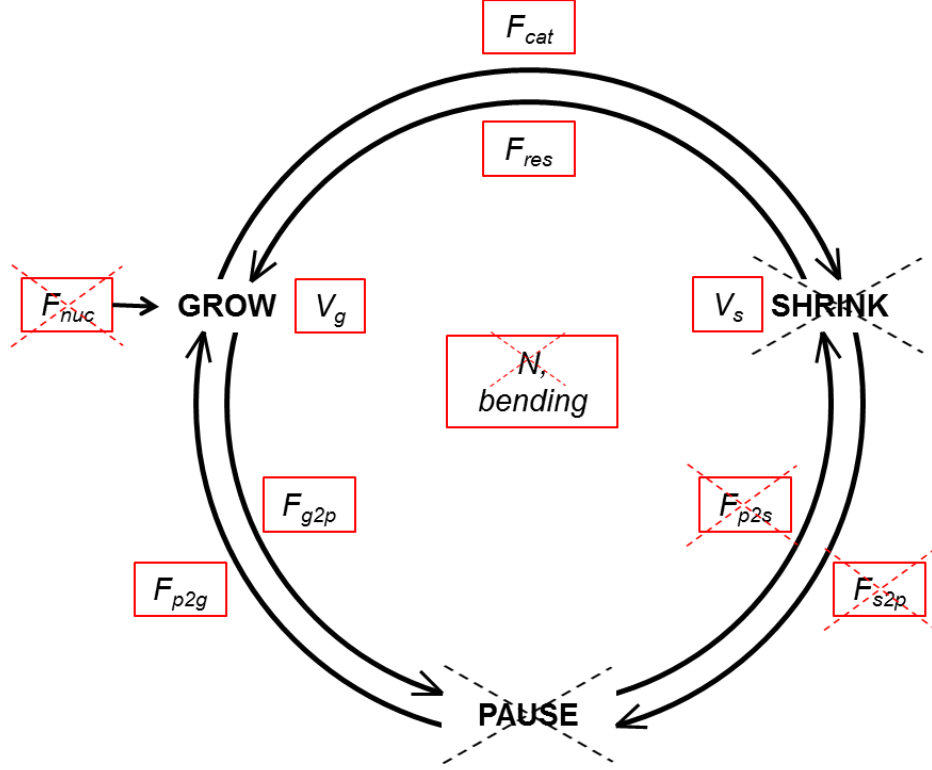 F_cat
F_res
F_nuc GROW V_g V_s SHRINK
N,
bending
F_g2p F_p2s
F_p2g F_s2p
PAUSE